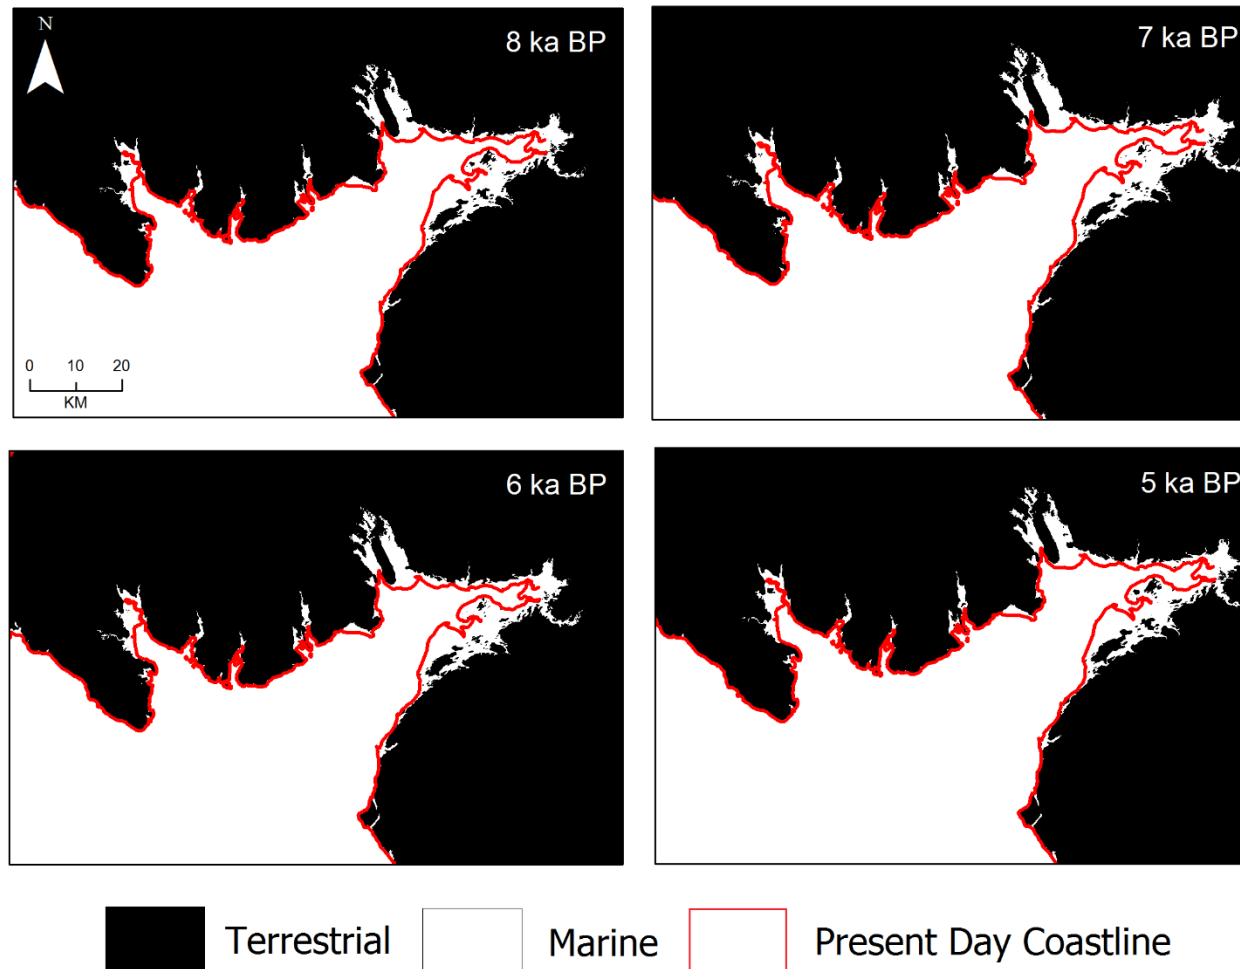 N
8 ka BP
7 ka BP
0 10 20
KM
6 ka BP
5 ka BP
Terrestrial Marine Present Day Coastline